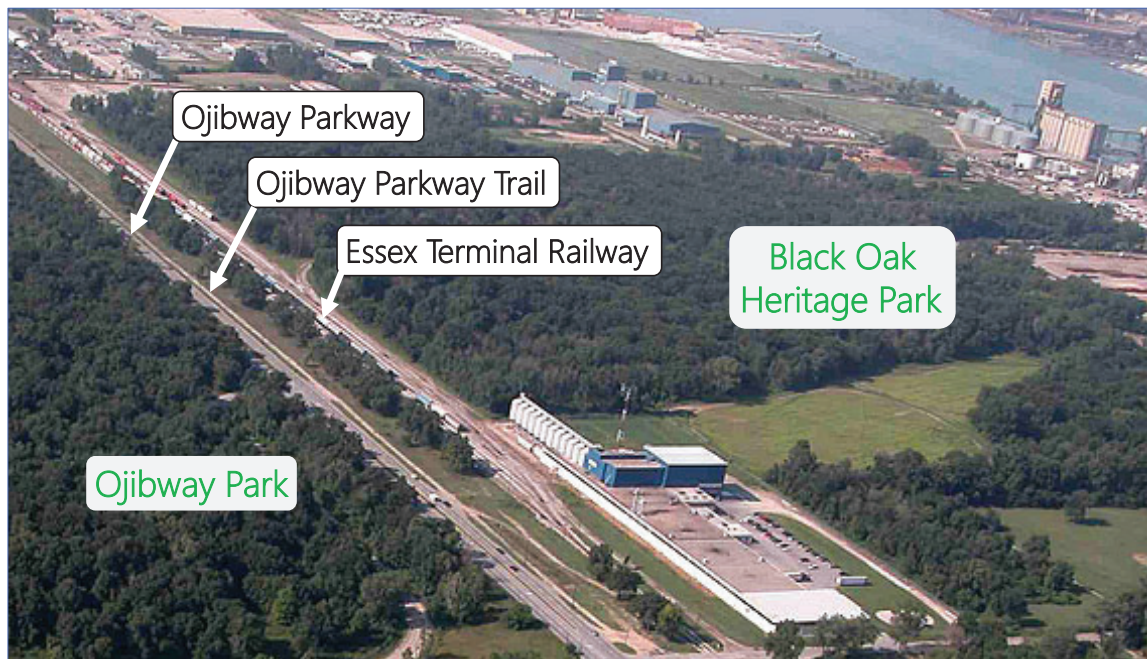 Ojibway Parkway
Ojibway Parkway Trail
Essex Terminal Railway
Black Oak
Heritage Park
Ojibway Park